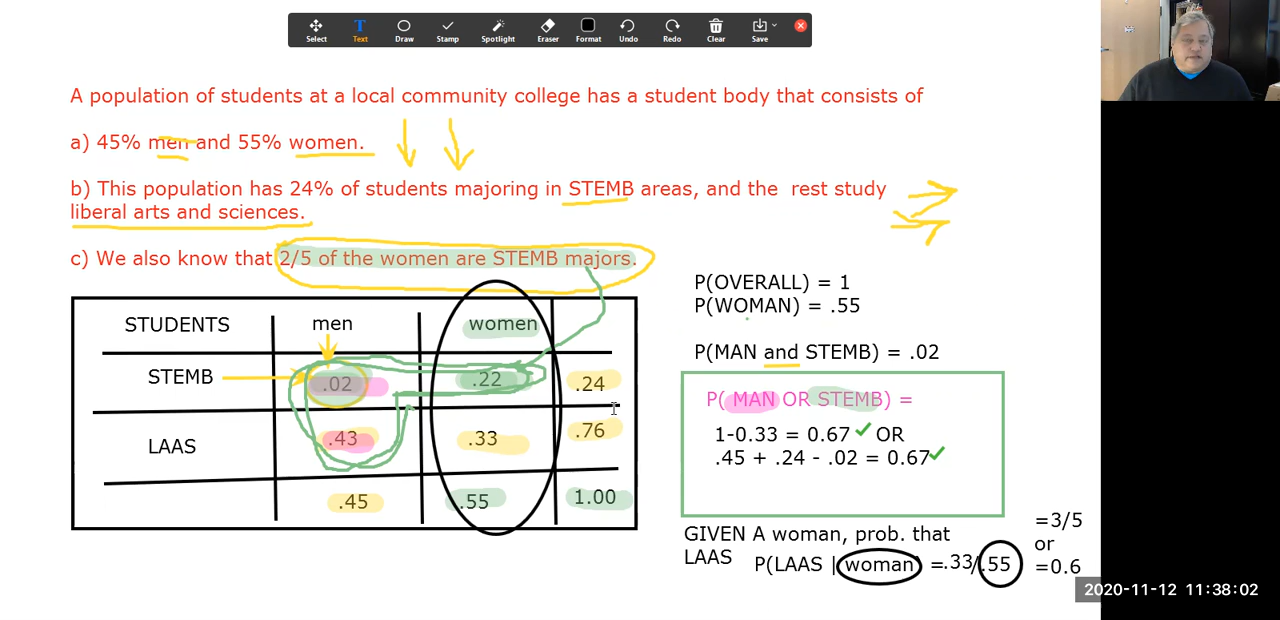 Select Text Draw Stamp Spotlight Eraser Format Undo Redo Clear Save
A population of students at a local community college has a student body that consists of
a) 45% men and 55% women.
b) This population has 24% of students majoring in STEMB areas, and the rest study
liberal arts and sciences.
c) We also know that 2/5 of the women are STEMB majors.
STUDENTS men women
STEMB .02 .22 .24
LAAS .43 .33 .76
.45 .55 1.00
P(OVERALL) = 1
P(WOMAN) = .55
P(MAN and STEMB) = .02
P( MAN OR STEMB) =
1-0.33 = 0.67 OR
.45 + .24 - .02 = 0.67
GIVEN A woman, prob. that
LAAS
P(LAAS | woman) =.33/.55
=3/5
or
=0.6
2020-11-12 11:38:02